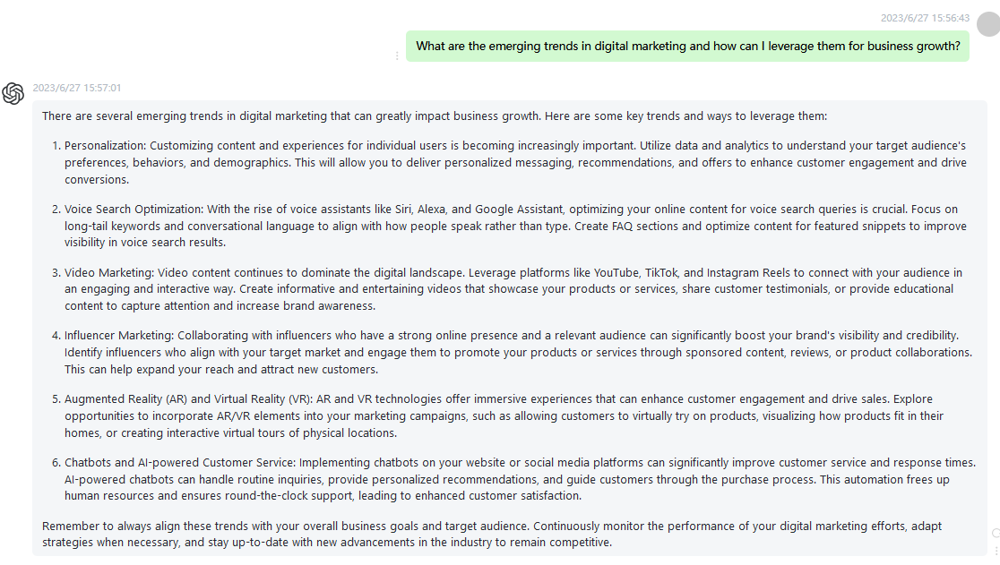 2023/6/27 15:56:43
What are the emerging trends in digital marketing and how can I leverage them for business growth?
2023/6/27 15:57:01
There are several emerging trends in digital marketing that can greatly impact business growth. Here are some key trends and ways to leverage them:
1. Personalization: Customizing content and experiences for individual users is becoming increasingly important. Utilize data and analytics to understand your target audience's
preferences, behaviors, and demographics. This will allow you to deliver personalized messaging, recommendations, and offers to enhance customer engagement and drive
conversions.
2. Voice Search Optimization: With the rise of voice assistants like Siri, Alexa, and Google Assistant, optimizing your online content for voice search queries is crucial. Focus on
long-tail keywords and conversational language to align with how people speak rather than type. Create FAQ sections and optimize content for featured snippets to improve
visibility in voice search results.
3. Video Marketing: Video content continues to dominate the digital landscape. Leverage platforms like YouTube, TikTok, and Instagram Reels to connect with your audience in
an engaging and interactive way. Create informative and entertaining videos that showcase your products or services, share customer testimonials, or provide educational
content to capture attention and increase brand awareness.
4. Influencer Marketing: Collaborating with influencers who have a strong online presence and a relevant audience can significantly boost your brand's visibility and credibility.
Identify influencers who align with your target market and engage them to promote your products or services through sponsored content, reviews, or product collaborations.
This can help expand your reach and attract new customers.
5. Augmented Reality (AR) and Virtual Reality (VR): AR and VR technologies offer immersive experiences that can enhance customer engagement and drive sales. Explore
opportunities to incorporate AR/VR elements into your marketing campaigns, such as allowing customers to virtually try on products, visualizing how products fit in their
homes, or creating interactive virtual tours of physical locations.
6. Chatbots and AI-powered Customer Service: Implementing chatbots on your website or social media platforms can significantly improve customer service and response times.
AI-powered chatbots can handle routine inquiries, provide personalized recommendations, and guide customers through the purchase process. This automation frees up
human resources and ensures round-the-clock support, leading to enhanced customer satisfaction.
Remember to always align these trends with your overall business goals and target audience. Continuously monitor the performance of your digital marketing efforts, adapt
strategies when necessary, and stay up-to-date with new advancements in the industry to remain competitive.